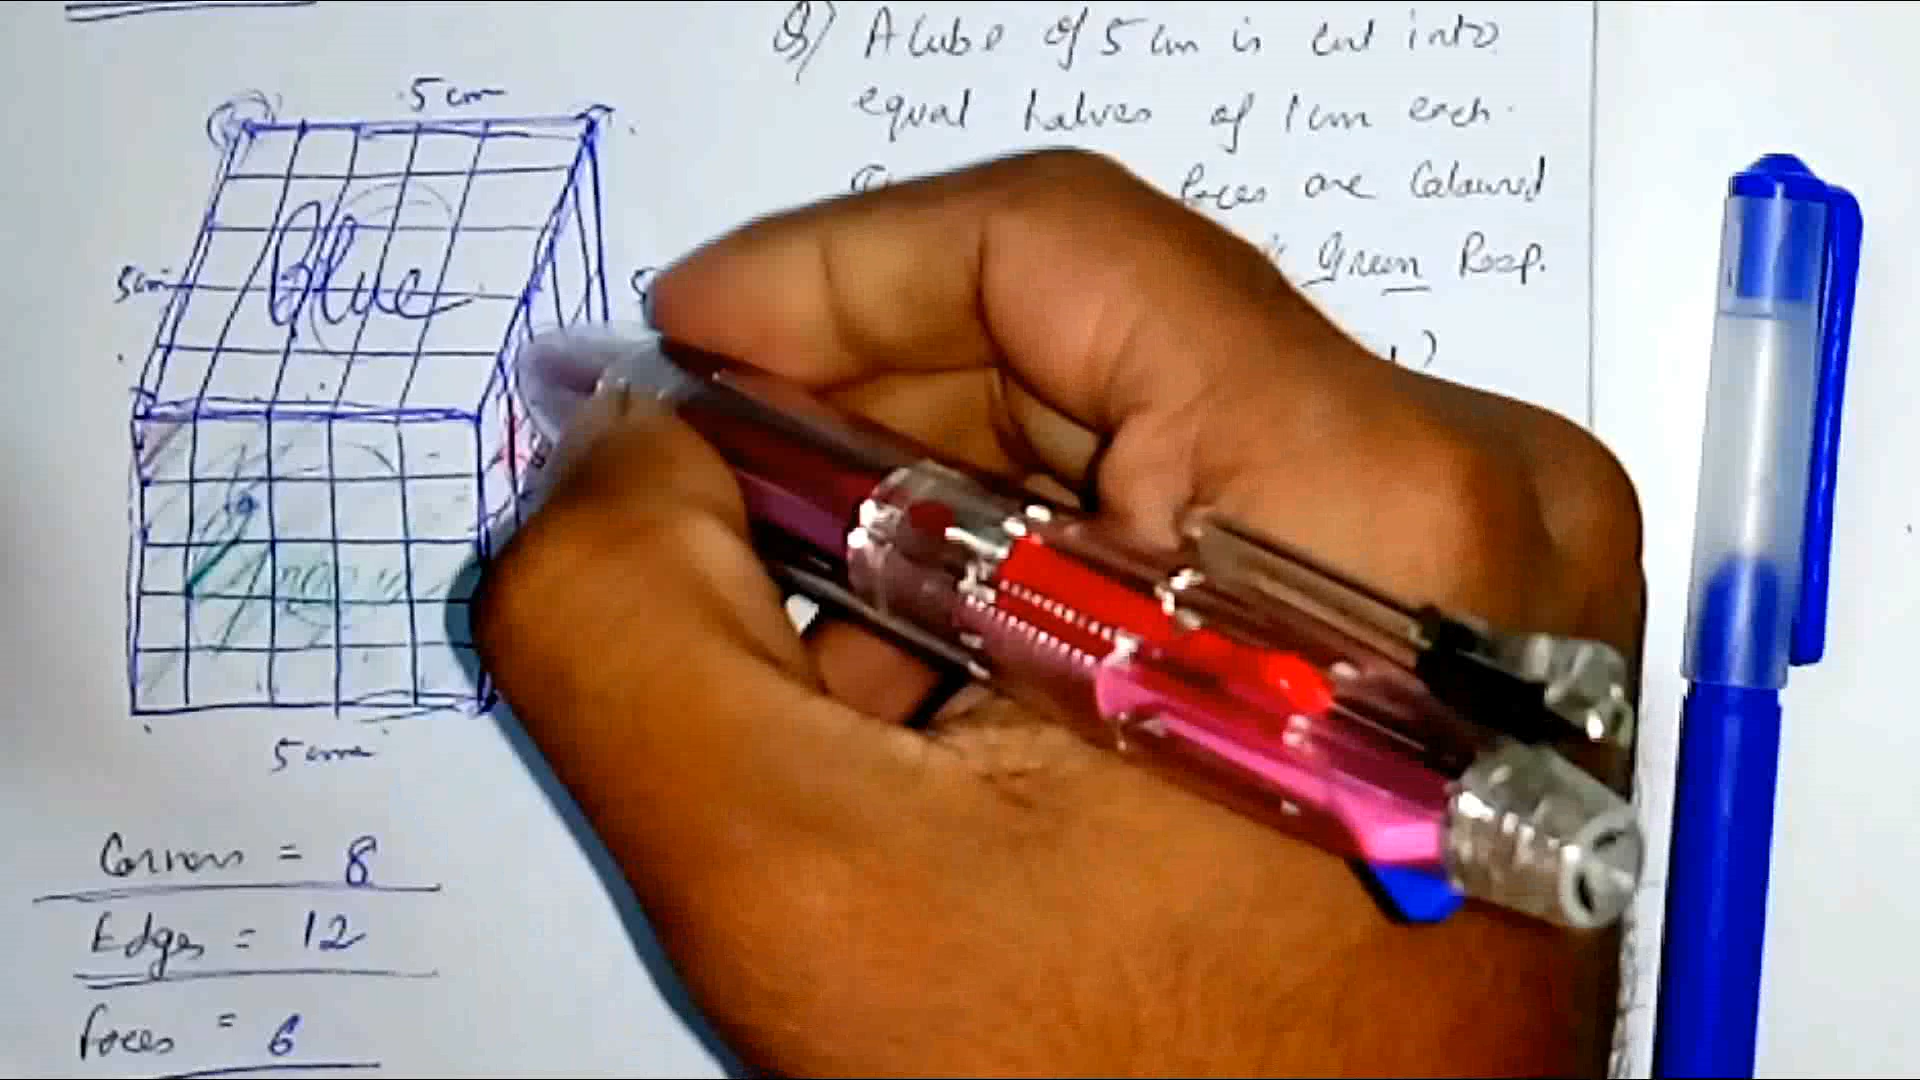 5 cm
Blue
5cm
Green
5 cm
Corners = 8
Edges = 12
faces = 6
Q) A Cube of 5 cm is cut into
equal halves of 1 cm each.
faces are Coloured
Green Resp.